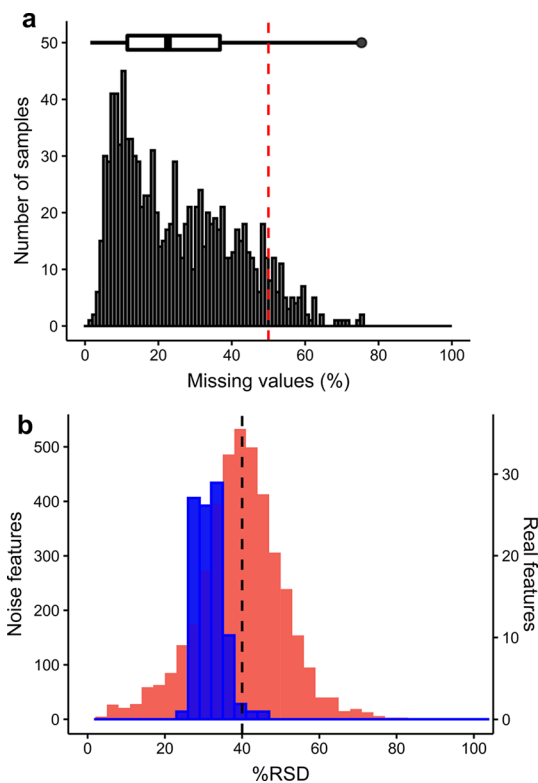 a
50
40
30
20
10
0
Number of samples
0 20 40 60 80 100
Missing values (%)
b
500
400
300
200
100
0
Noise features
30
20
10
0
Real features
0 20 40 60 80 100
%RSD